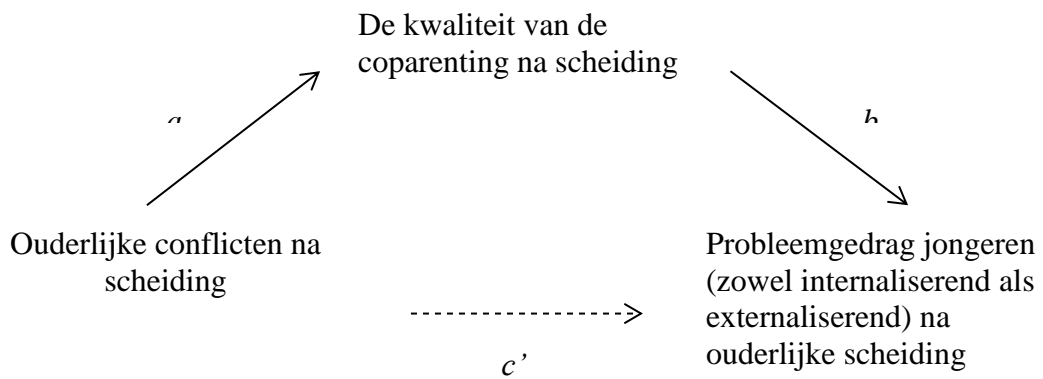 De kwaliteit van de
coparenting na scheiding
a
b
Ouderlijke conflicten na
scheiding
Probleemgedrag jongeren
(zowel internaliserend als
externaliserend) na
ouderlijke scheiding
c’